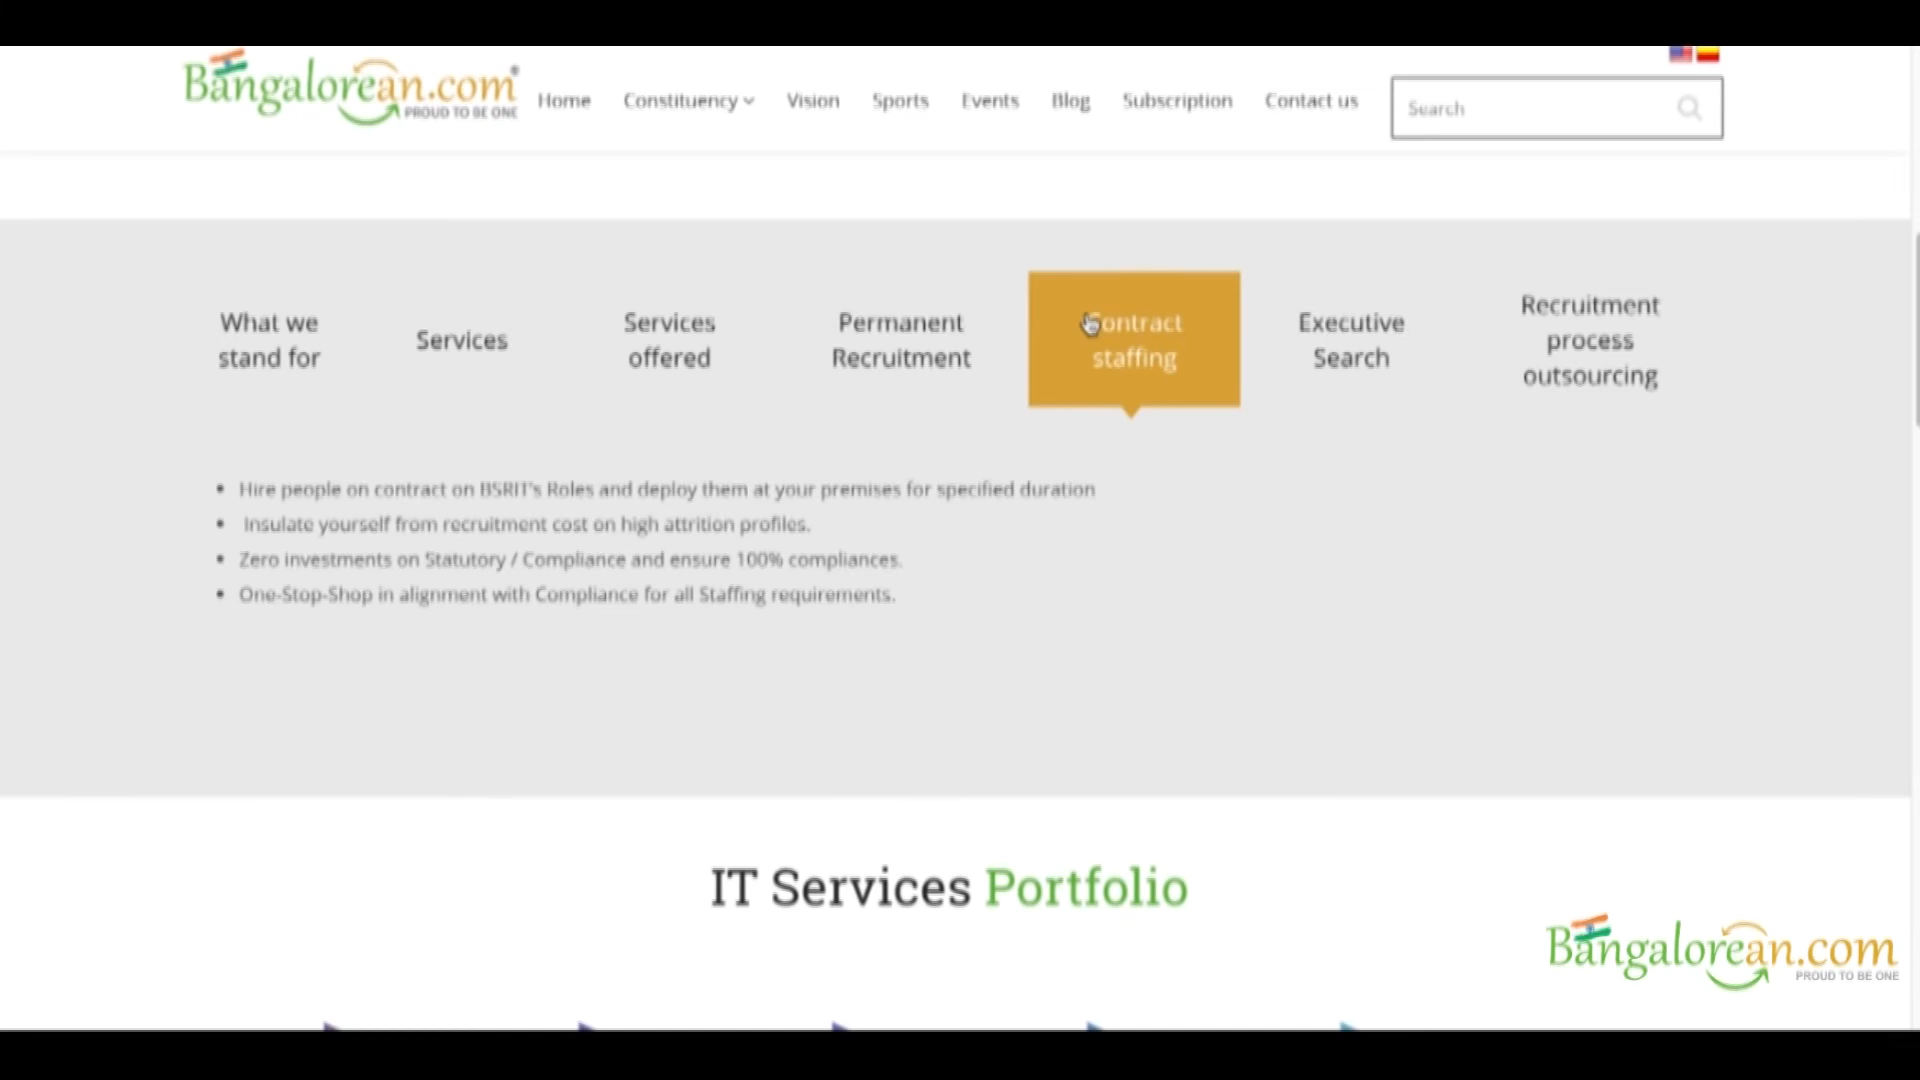 Bangalorean.com®
PROUD TO BE ONE
Home Constituency Vision Sports Events Blog Subscription Contact us
Search
What we
stand for
Services
Services
offered
Permanent
Recruitment
Contract
staffing
Executive
Search
Recruitment
process
outsourcing
• Hire people on contract on BSRIT's Roles and deploy them at your premises for specified duration
• Insulate yourself from recruitment cost on high attrition profiles.
• Zero investments on Statutory / Compliance and ensure 100% compliances.
• One-Stop-Shop in alignment with Compliance for all Staffing requirements.
IT Services Portfolio
Bangalorean.com
PROUD TO BE ONE